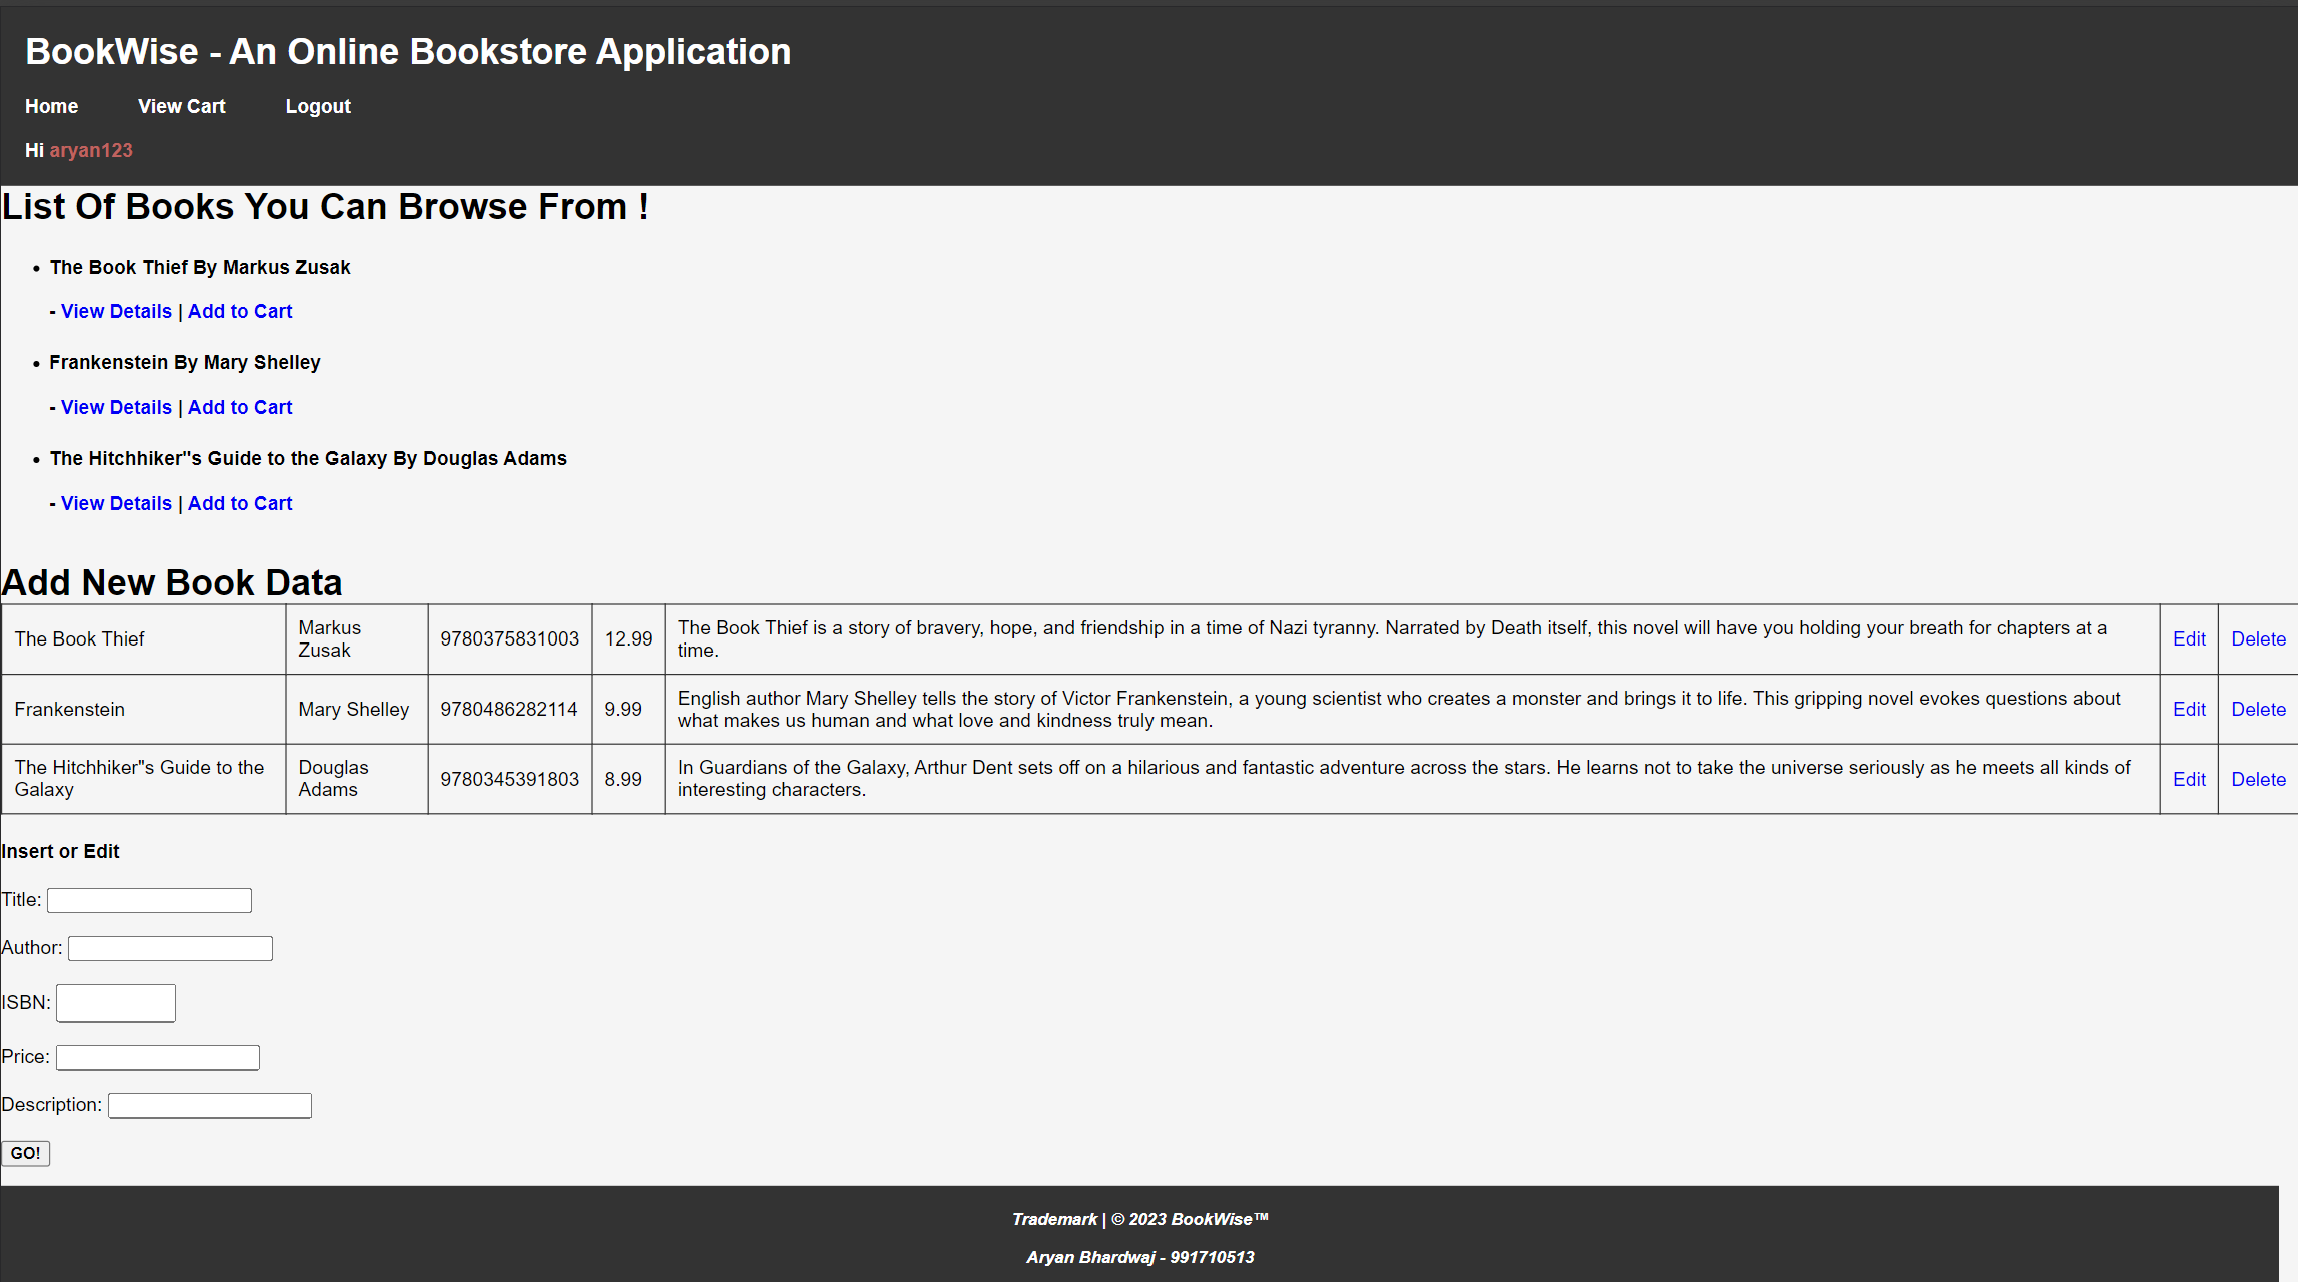 BookWise - An Online Bookstore Application
Home View Cart Logout
Hi aryan123
List Of Books You Can Browse From !
• The Book Thief By Markus Zusak
- View Details | Add to Cart
• Frankenstein By Mary Shelley
- View Details | Add to Cart
• The Hitchhiker"s Guide to the Galaxy By Douglas Adams
- View Details | Add to Cart
Add New Book Data
The Book Thief
Markus
Zusak
9780375831003
12.99
The Book Thief is a story of bravery, hope, and friendship in a time of Nazi tyranny. Narrated by Death itself, this novel will have you holding your breath for chapters at a
time.
Edit
Delete
Frankenstein
Mary Shelley
9780486282114
9.99
English author Mary Shelley tells the story of Victor Frankenstein, a young scientist who creates a monster and brings it to life. This gripping novel evokes questions about
what makes us human and what love and kindness truly mean.
Edit
Delete
The Hitchhiker"s Guide to the
Galaxy
Douglas
Adams
9780345391803
8.99
In Guardians of the Galaxy, Arthur Dent sets off on a hilarious and fantastic adventure across the stars. He learns not to take the universe seriously as he meets all kinds of
interesting characters.
Edit
Delete
Insert or Edit
Title:
Author:
ISBN:
Price:
Description:
GO!
Trademark | © 2023 BookWise™
Aryan Bhardwaj - 991710513